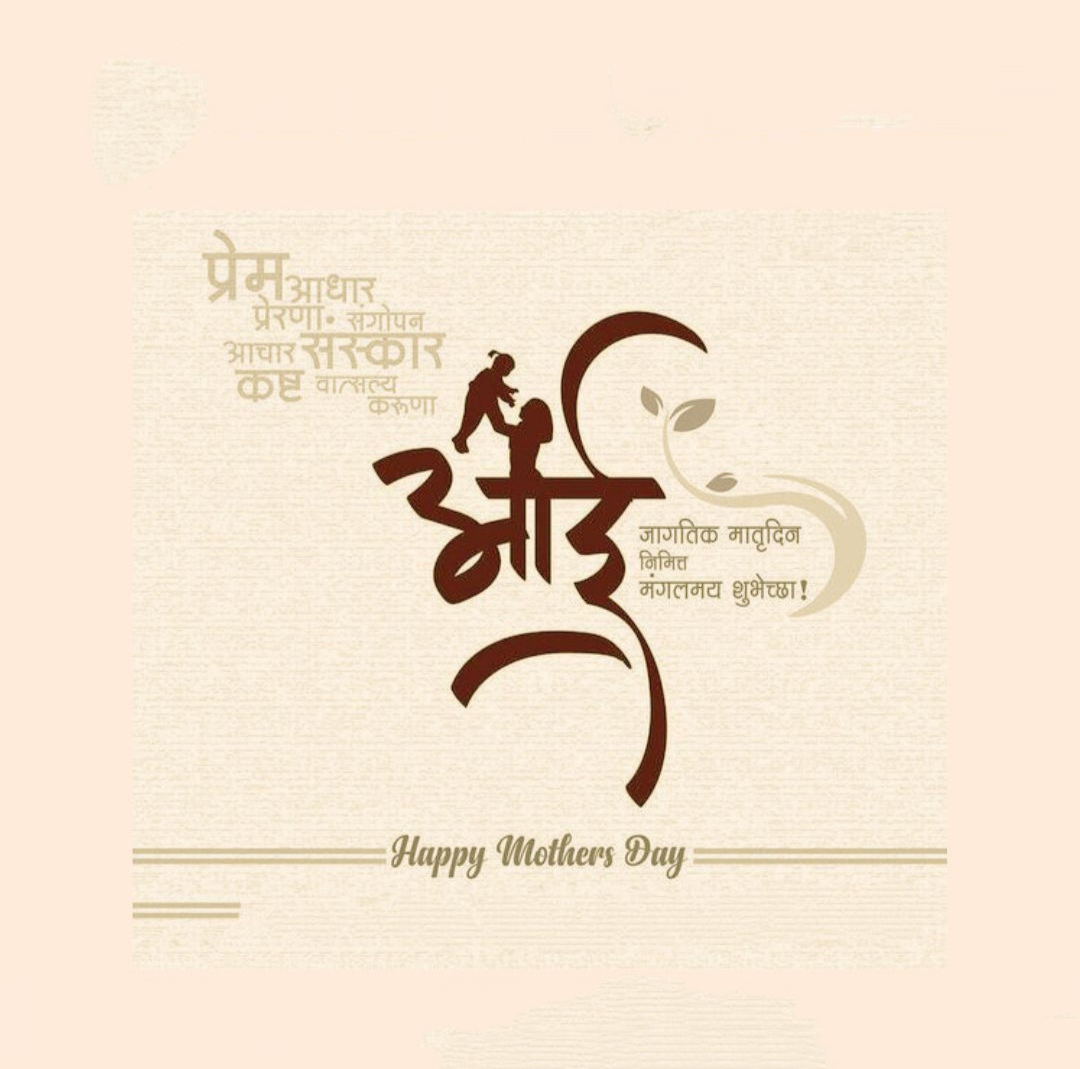 प्रेम आधार
प्रेरणा. संगोपन
आचार संस्कार
कष्ट वात्सल्य
करूणा
आई
जागतिक मातृदिन
निमित्त
मंगलमय शुभेच्छा!
Happy Mothers Day